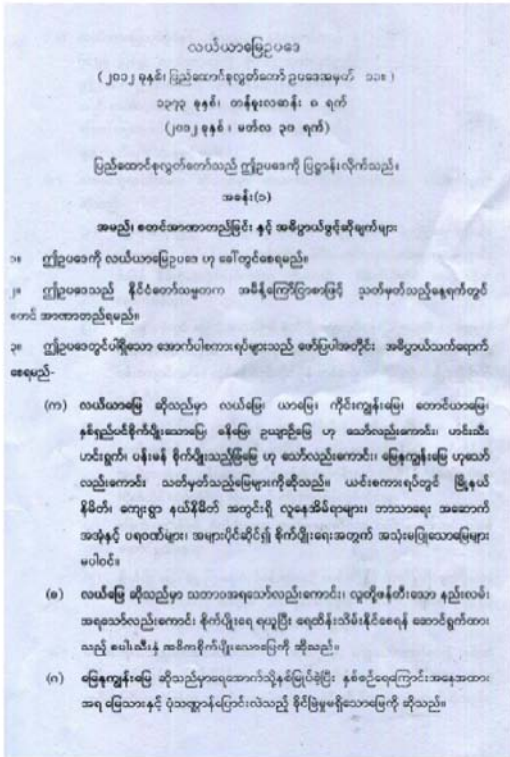 လယ်ယာမြေဥပဒေ
(၂၀၁၂ ခုနှစ်၊ ပြည်ထောင်စုလွှတ်တော် ဥပဒေအမှတ် ၁၁။)
၁၃၇၃ ခုနှစ်၊ တန်ခူးလဆန်း ၈ ရက်
(၂၀၁၂ ခုနှစ်၊ မတ်လ ၃၀ ရက်)
ပြည်ထောင်စုလွှတ်တော်သည် ဤဥပဒေကို ပြဋ္ဌာန်းလိုက်သည်။
အခန်း(၁)
အမည်၊ စတင်အာဏာတည်ခြင်း နှင့် အဓိပ္ပာယ်ဖွင့်ဆိုချက်များ
၁။ ဤဥပဒေကို လယ်ယာမြေဥပဒေ ဟု ခေါ်တွင်စေရမည်။
၂။ ဤဥပဒေသည် နိုင်ငံတော်သမ္မတက အမိန့်ကြော်ငြာစာဖြင့် သတ်မှတ်သည့်နေ့ရက်တွင်
စတင် အာဏာတည်ရမည်။
၃။ ဤဥပဒေတွင်ပါရှိသော အောက်ပါစကားရပ်များသည် ဖော်ပြပါအတိုင်း အဓိပ္ပာယ်သက်ရောက်
စေရမည်-
(က) လယ်ယာမြေ ဆိုသည်မှာ လယ်မြေ၊ ယာမြေ၊ ကိုင်းကျွန်းမြေ၊ တောင်ယာမြေ၊
နှစ်ရှည်ပင်စိုက်ပျိုးသောမြေ၊ ဓနိမြေ၊ ဥယျာဉ်မြေ ဟု သော်လည်းကောင်း၊ ဟင်းသီး
ဟင်းရွက်၊ ပန်းမန် စိုက်ပျိုးသည့်မြေ ဟု သော်လည်းကောင်း၊ မြေနုကျွန်းမြေ ဟုသော်
လည်းကောင်း သတ်မှတ်သည့်မြေများကိုဆိုသည်။ ယင်းစကားရပ်တွင် မြို့နယ်
နိမိတ်၊ ကျေးရွာ နယ်နိမိတ် အတွင်းရှိ လူနေအိမ်ရာများ၊ ဘာသာရေး အဆောက်
အအုံနှင့် ပရဝဏ်များ၊ အများပိုင်ဆိုင်၍ စိုက်ပျိုးရေးအတွက် အသုံးမပြုသောမြေများ
မပါဝင်။
(ခ) လယ်မြေ ဆိုသည်မှာ သဘာဝအရသော်လည်းကောင်း၊ လူတို့ဖန်တီးသော နည်းလမ်း
အရသော်လည်းကောင်း စိုက်ပျိုးရေ ရယူပြီး ရေထိန်းသိမ်းနိုင်စေရန် ဆောင်ရွက်ထား
သည့် စပါးသီးနှံ အဓိကစိုက်ပျိုးသောမြေကို ဆိုသည်။
(ဂ) မြေနုကျွန်းမြေ ဆိုသည်မှာရေအောက်သို့နစ်မြုပ်ခဲ့ပြီး နှစ်စဉ်ရေကြောင်းအနေအထား
အရ မြေသားနှင့် ပုံသဏ္ဌာန်ပြောင်းလဲသည့် ခိုင်မြဲမှုမရှိသောမြေကို ဆိုသည်။